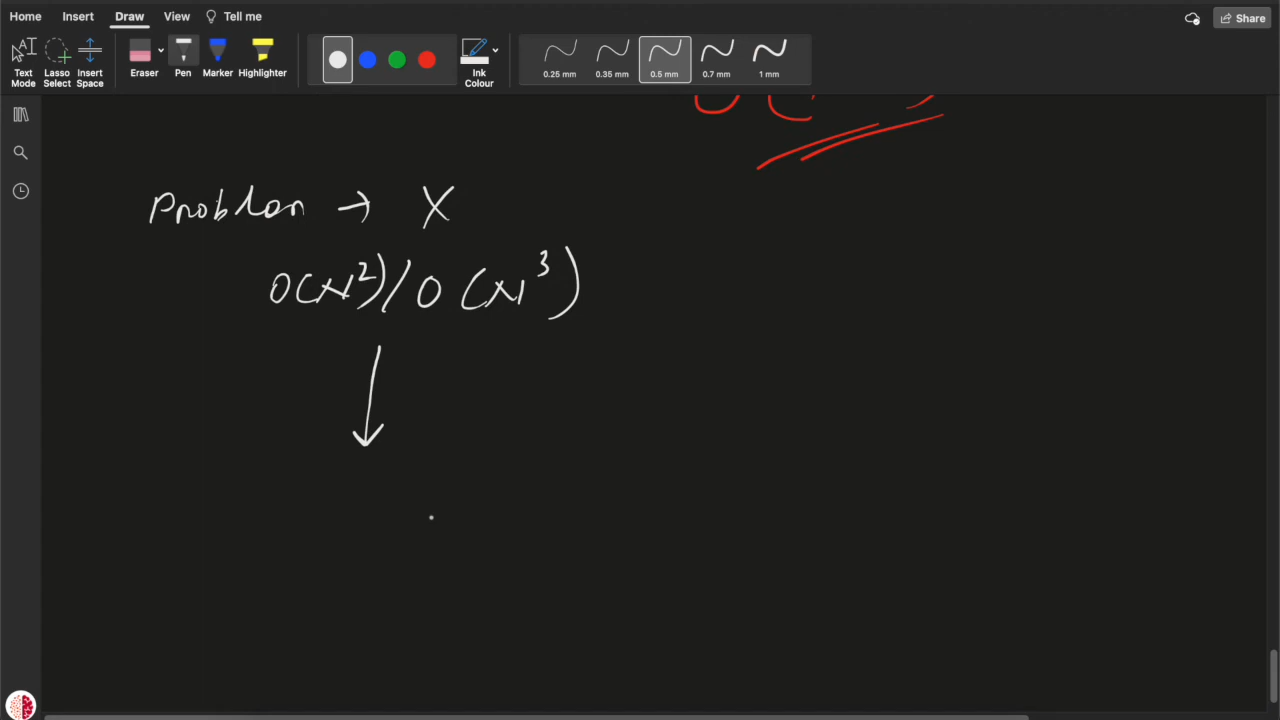 Home Insert Draw View Tell me
Share
Text Mode
Lasso Select
Insert Space
Eraser
Pen
Marker
Highlighter
Ink Colour
0.25 mm
0.35 mm
0.5 mm
0.7 mm
1 mm
Problem → X
O(N²)/O(N³)